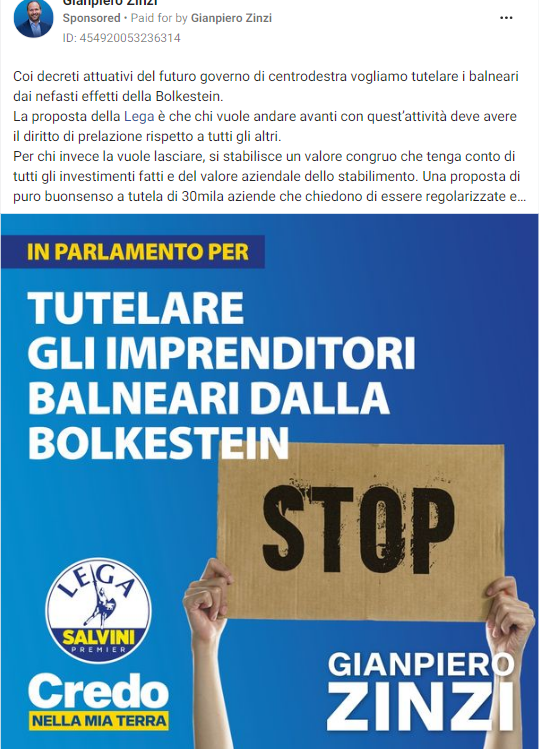 Gianpiero Zinzi
Sponsored • Paid for by Gianpiero Zinzi
ID: 454920053236314
Coi decreti attuativi del futuro governo di centrodestra vogliamo tutelare i balneari
dai nefasti effetti della Bolkestein.
La proposta della Lega è che chi vuole andare avanti con quest'attività deve avere
il diritto di prelazione rispetto a tutti gli altri.
Per chi invece la vuole lasciare, si stabilisce un valore congruo che tenga conto di
tutti gli investimenti fatti e del valore aziendale dello stabilimento. Una proposta di
puro buonsenso a tutela di 30mila aziende che chiedono di essere regolarizzate e...
IN PARLAMENTO PER
TUTELARE
GLI IMPRENDITORI
BALNEARI DALLA
BOLKESTEIN
STOP
LEGA
SALVINI
PREMIER
Credo
NELLA MIA TERRA
GIANPIERO
ZINZI